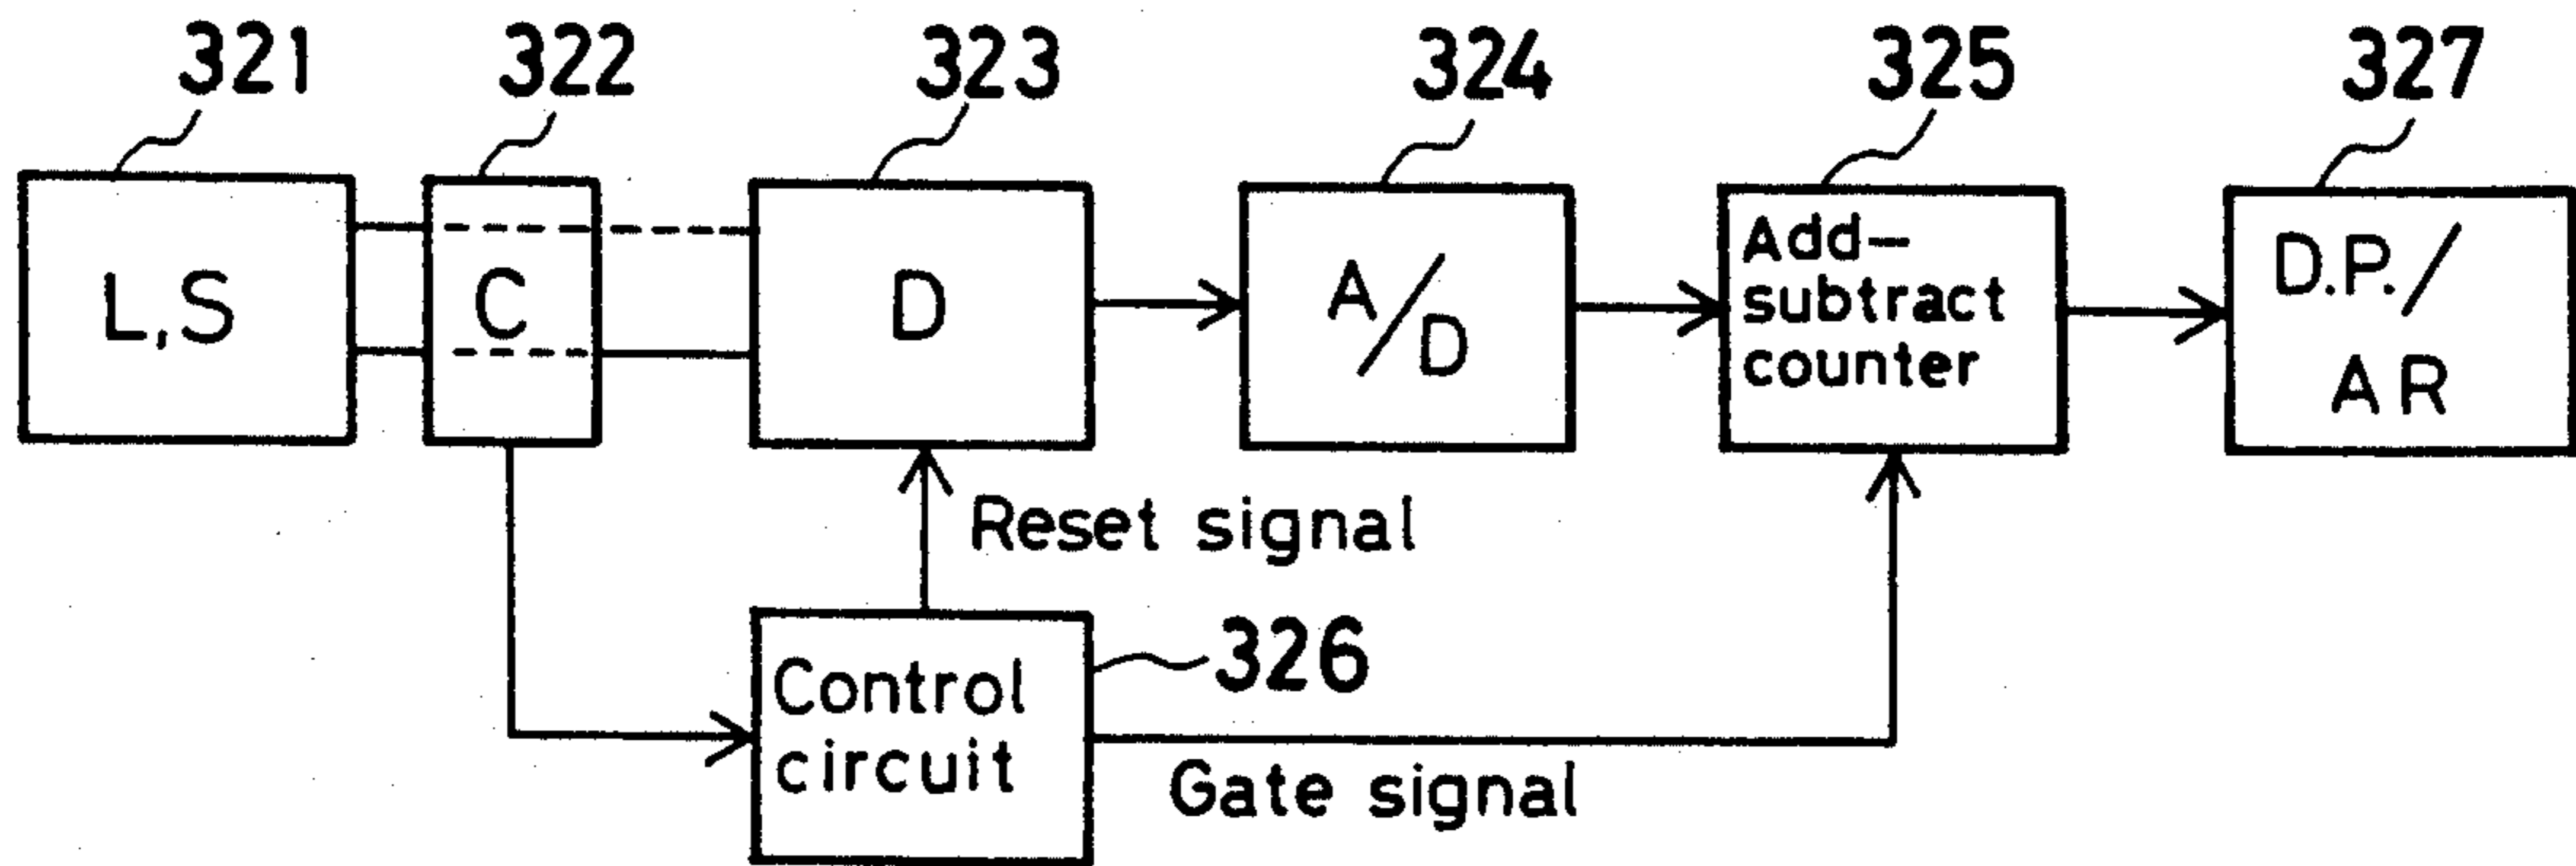 321
322
323
324
325
327
L,S
C
D
A/D
Add-
subtract
counter
D.P./
AR
Reset signal
326
Control
circuit
Gate signal